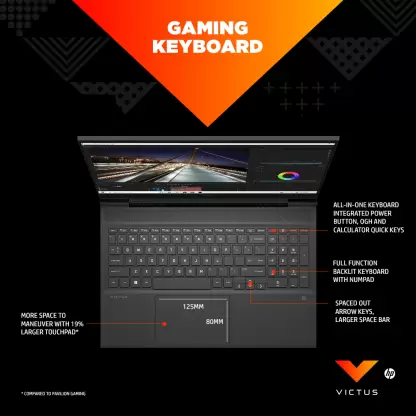 GAMING
KEYBOARD
ALL-IN-ONE KEYBOARD
INTEGRATED POWER
BUTTON, OGH AND
CALCULATOR QUICK KEYS
FULL FUNCTION
BACKLIT KEYBOARD
WITH NUMPAD
VICTUS
125MM
80MM
SPACED OUT
ARROW KEYS,
LARGER SPACE BAR
MORE SPACE TO
MANEUVER WITH 19%
LARGER TOUCHPAD*
hp
VICTUS
* COMPARED TO PAVILION GAMING.